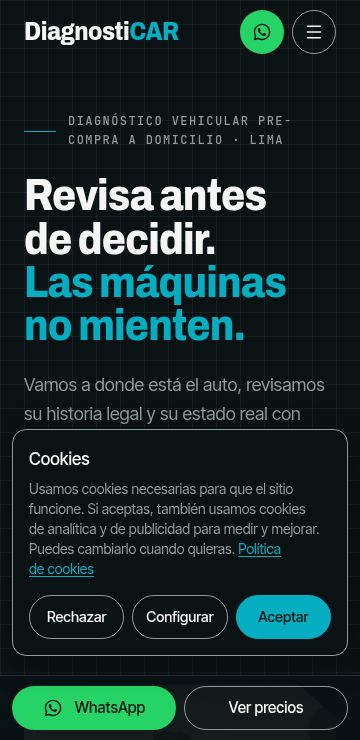 DiagnostiCAR
DIAGNÓSTICO VEHICULAR PRE-
COMPRA A DOMICILIO · LIMA
Revisa antes
de decidir.
Las máquinas
no mienten.
Vamos a donde está el auto, revisamos
su historia legal y su estado real con
Cookies
Usamos cookies necesarias para que el sitio
funcione. Si aceptas, también usamos cookies
de analítica y de publicidad para medir y mejorar.
Puedes cambiarlo cuando quieras. Política
de cookies
Rechazar Configurar Aceptar
WhatsApp Ver precios